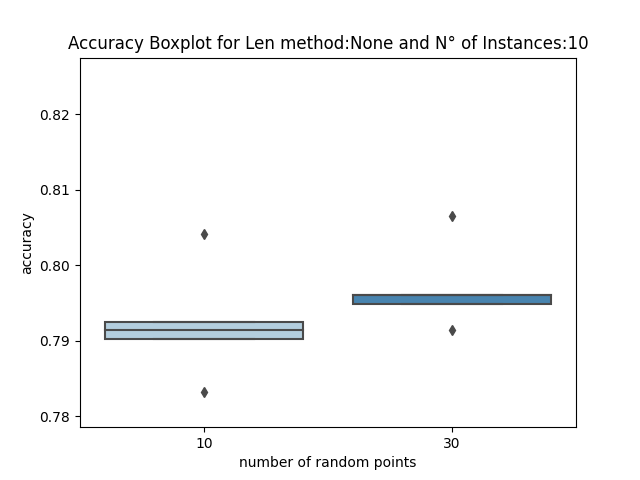 Accuracy Boxplot for Len method:None and N° of Instances:10
0.82
0.81
0.80
0.79
0.78
accuracy
10 30
number of random points